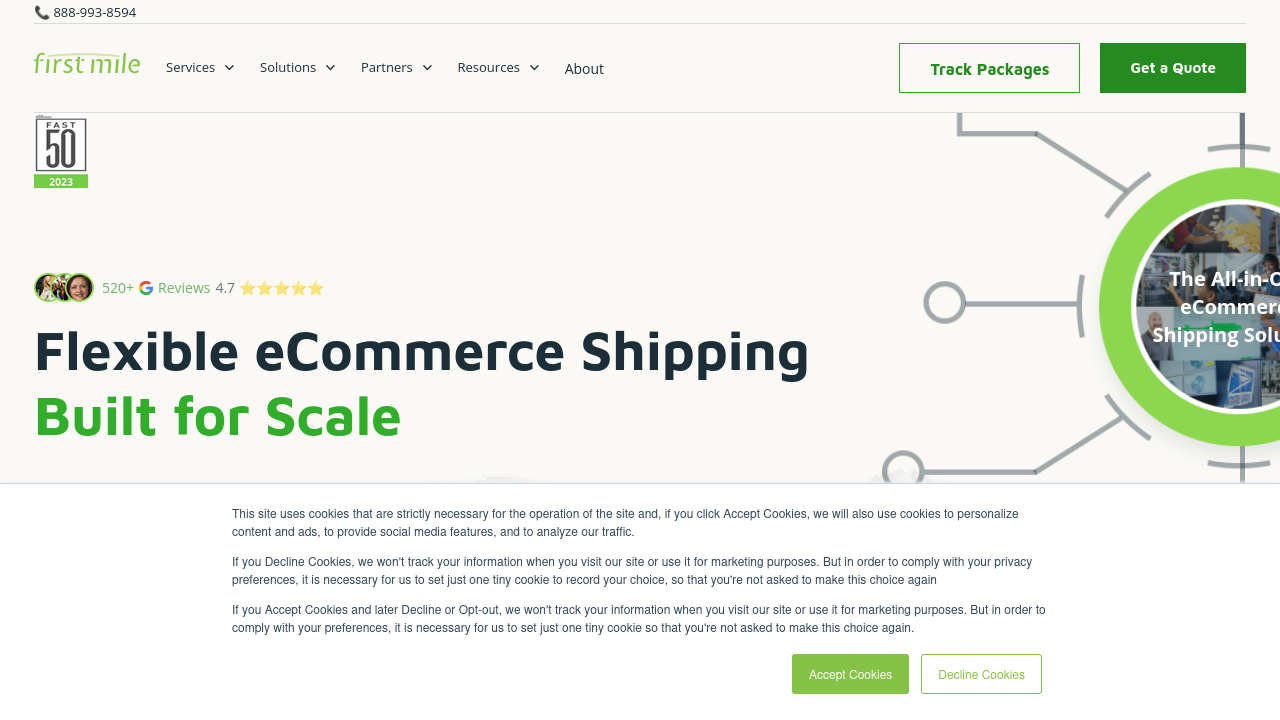 📞 888-993-8594
first mile
Services
Solutions
Partners
Resources
About
Track Packages
Get a Quote
FAST
50
2023
520+ Reviews 4.7 ⭐⭐⭐⭐⭐
Flexible eCommerce Shipping
Built for Scale
The All-in-
eCommer
Shipping Solu
This site uses cookies that are strictly necessary for the operation of the site and, if you click Accept Cookies, we will also use cookies to personalize
content and ads, to provide social media features, and to analyze our traffic.
If you Decline Cookies, we won't track your information when you visit our site or use it for marketing purposes. But in order to comply with your privacy
preferences, it is necessary for us to set just one tiny cookie to record your choice, so that you're not asked to make this choice again
If you Accept Cookies and later Decline or Opt-out, we won't track your information when you visit our site or use it for marketing purposes. But in order to
comply with your preferences, it is necessary for us to set just one tiny cookie so that you're not asked to make this choice again.
Accept Cookies
Decline Cookies